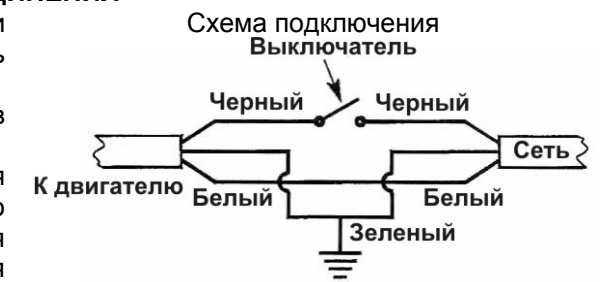 Схема подключения
Выключатель
Черный Черный
Сеть
К двигателю
Белый Белый
Зеленый